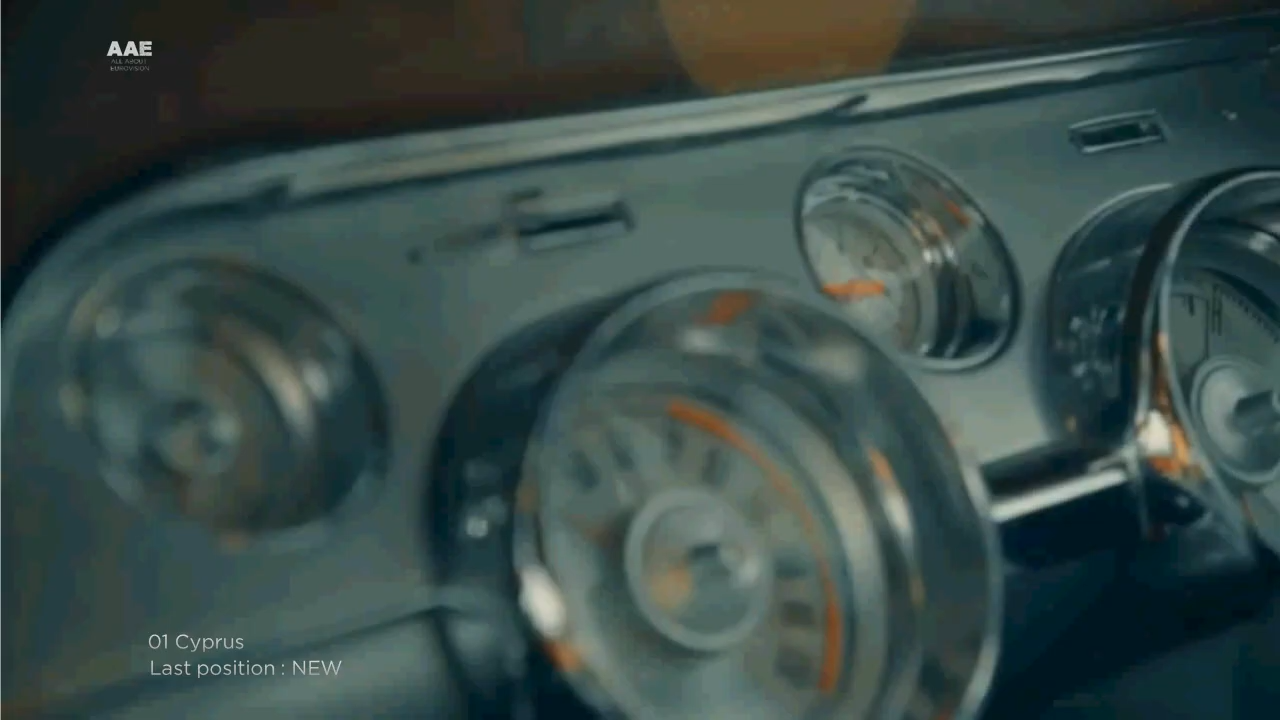 AAE
ALL ABOUT
EUROVISION
01 Cyprus
Last position : NEW